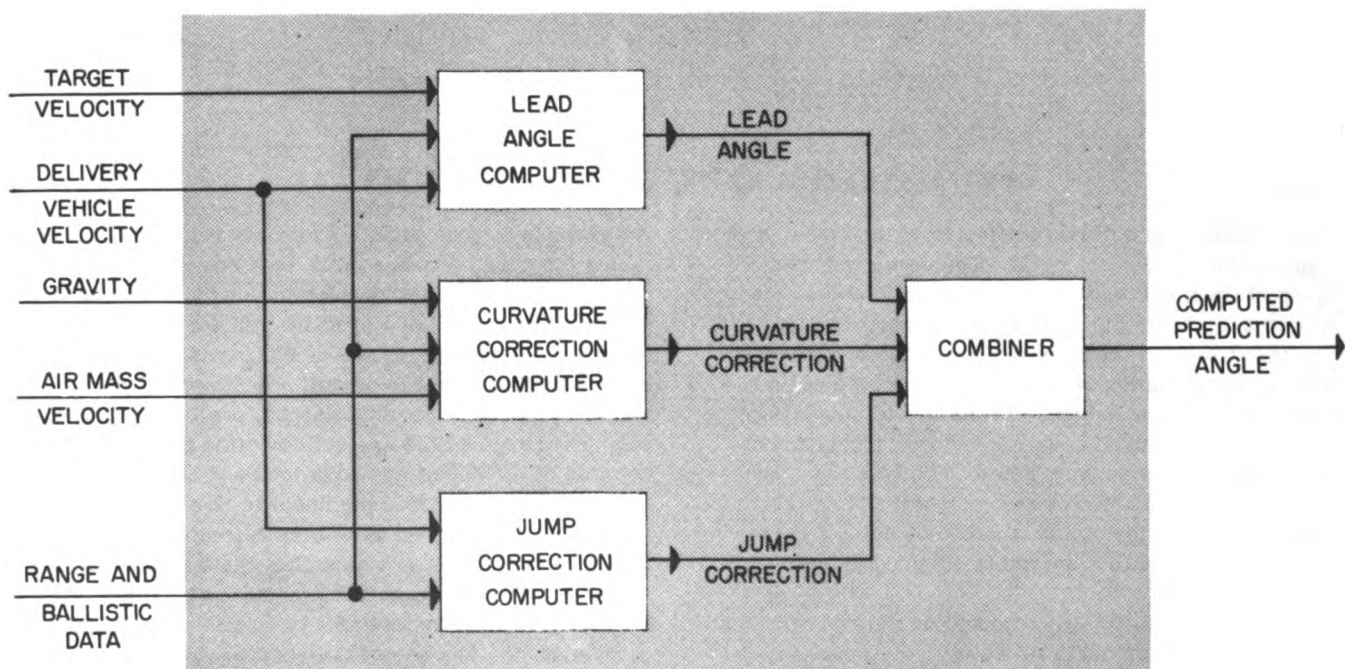 TARGET
VELOCITY
DELIVERY
VEHICLE
VELOCITY
GRAVITY
AIR MASS
VELOCITY
RANGE AND
BALLISTIC
DATA
LEAD
ANGLE
COMPUTER
CURVATURE
CORRECTION
COMPUTER
JUMP
CORRECTION
COMPUTER
LEAD
ANGLE
CURVATURE
CORRECTION
JUMP
CORRECTION
COMBINER
COMPUTED
PREDICTION
ANGLE